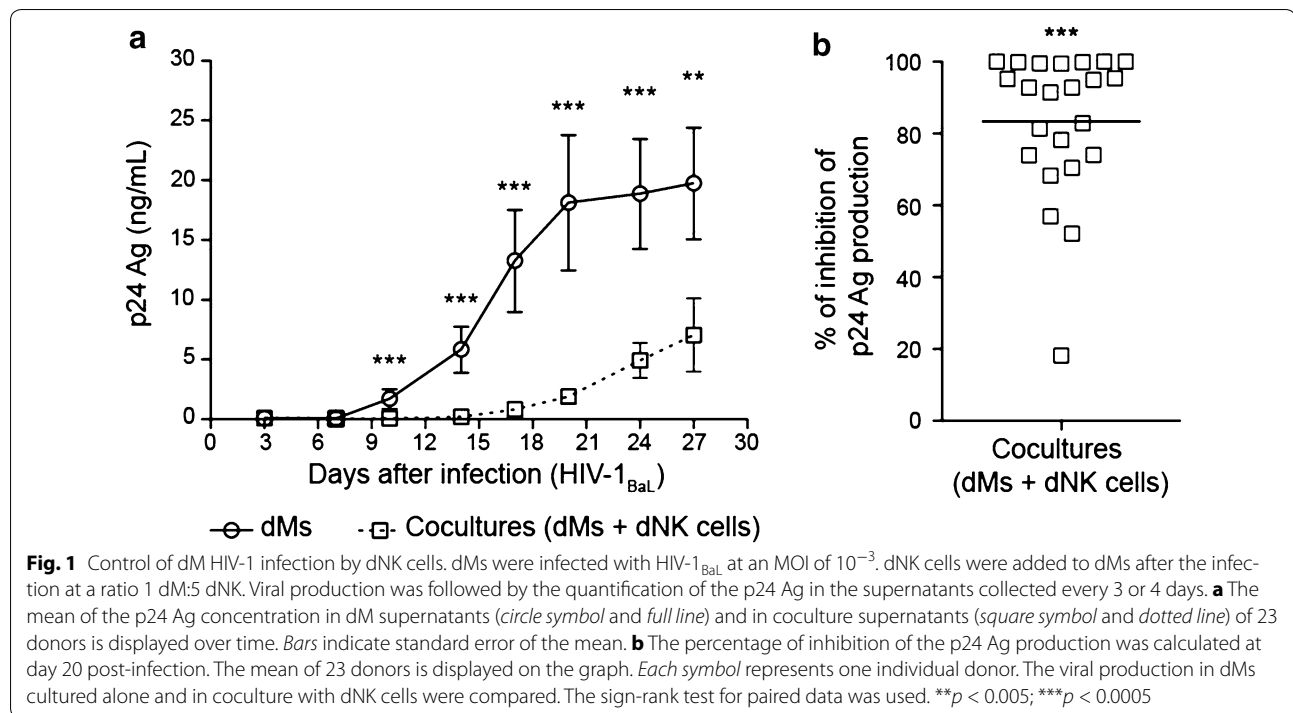 a
30
25
20
15
10
5
0
p24 Ag (ng/mL)
***
***
***
***
***
**
0 3 6 9 12 15 18 21 24 27 30
Days after infection (HIV-1BaL)
dMs Cocultures (dMs + dNK cells)
b
***
100
80
60
40
20
0
% of inhibition of
p24 Ag production
Cocultures
(dMs + dNK cells)
Fig. 1 Control of dM HIV-1 infection by dNK cells. dMs were infected with HIV-1BaL at an MOI of 10−3. dNK cells were added to dMs after the infec-
tion at a ratio 1 dM:5 dNK. Viral production was followed by the quantification of the p24 Ag in the supernatants collected every 3 or 4 days. a The
mean of the p24 Ag concentration in dM supernatants (circle symbol and full line) and in coculture supernatants (square symbol and dotted line) of 23
donors is displayed over time. Bars indicate standard error of the mean. b The percentage of inhibition of the p24 Ag production was calculated at
day 20 post-infection. The mean of 23 donors is displayed on the graph. Each symbol represents one individual donor. The viral production in dMs
cultured alone and in coculture with dNK cells were compared. The sign-rank test for paired data was used. **p < 0.005; ***p < 0.0005